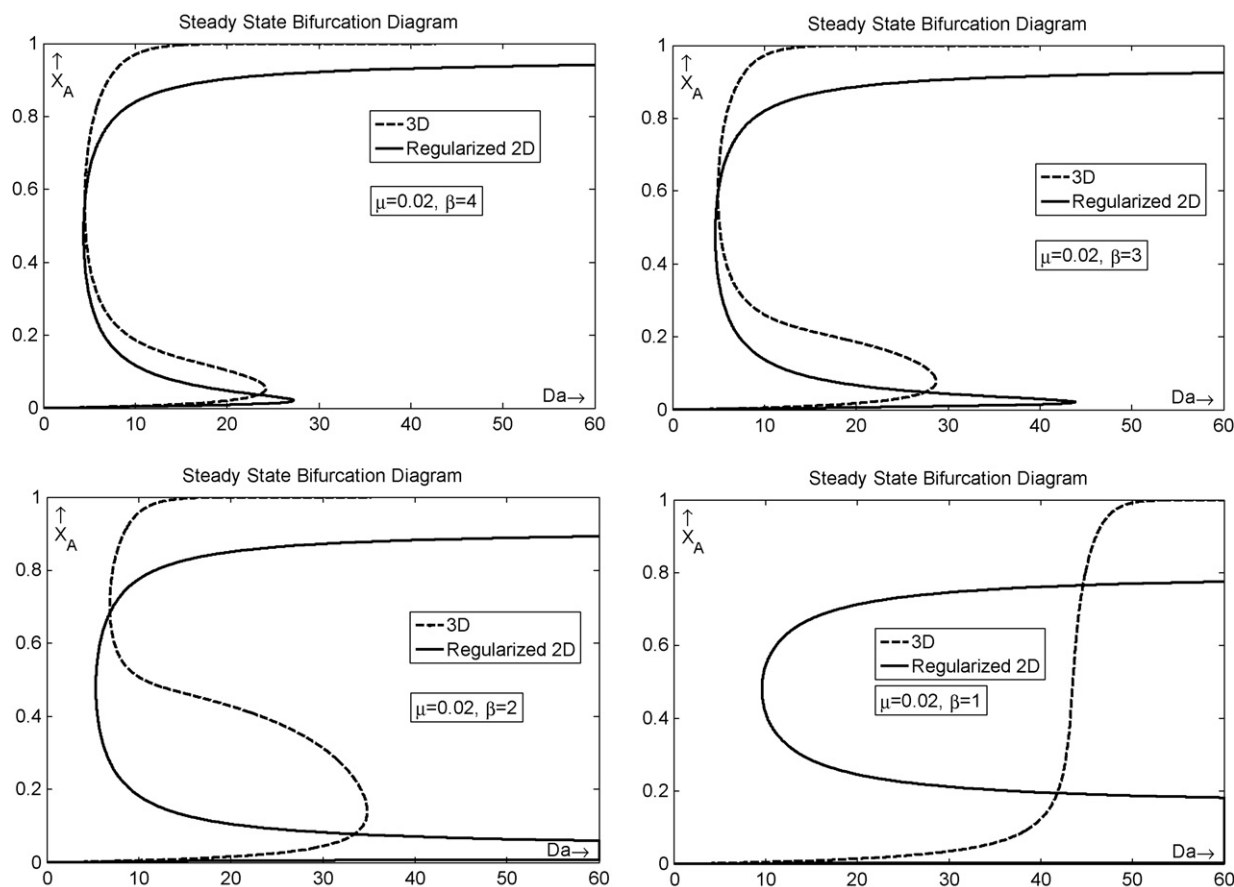 Steady State Bifurcation Diagram
1
0.8
0.6
0.4
0.2
0
↑
X_A
3D
Regularized 2D
μ=0.02, β=4
Da→
0 10 20 30 40 50 60
Steady State Bifurcation Diagram
1
0.8
0.6
0.4
0.2
0
↑
X_A
3D
Regularized 2D
μ=0.02, β=3
Da→
0 10 20 30 40 50 60
Steady State Bifurcation Diagram
1
0.8
0.6
0.4
0.2
0
↑
X_A
3D
Regularized 2D
μ=0.02, β=2
Da→
0 10 20 30 40 50 60
Steady State Bifurcation Diagram
1
0.8
0.6
0.4
0.2
0
↑
X_A
3D
Regularized 2D
μ=0.02, β=1
Da→
0 10 20 30 40 50 60